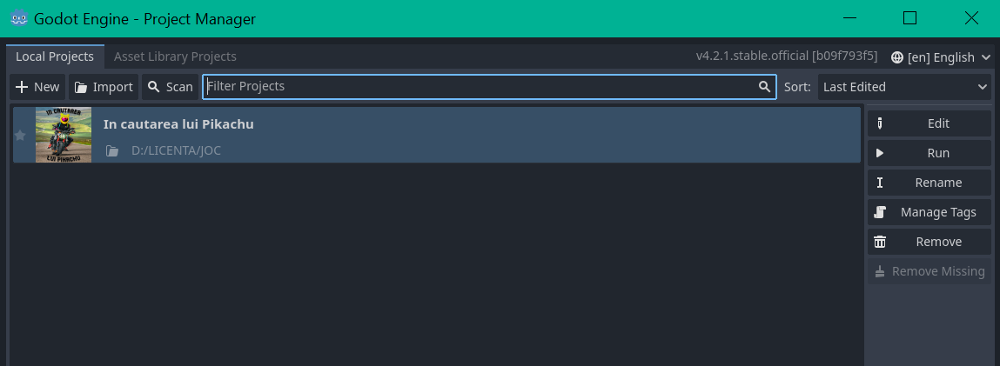 Godot Engine - Project Manager
Local Projects Asset Library Projects v4.2.1.stable.official [b09f793f5] [en] English
New Import Scan Filter Projects Sort: Last Edited
IN CAUTAREA
LUI PIKACHU
In cautarea lui Pikachu
D:/LICENTA/JOC
Edit
Run
Rename
Manage Tags
Remove
Remove Missing